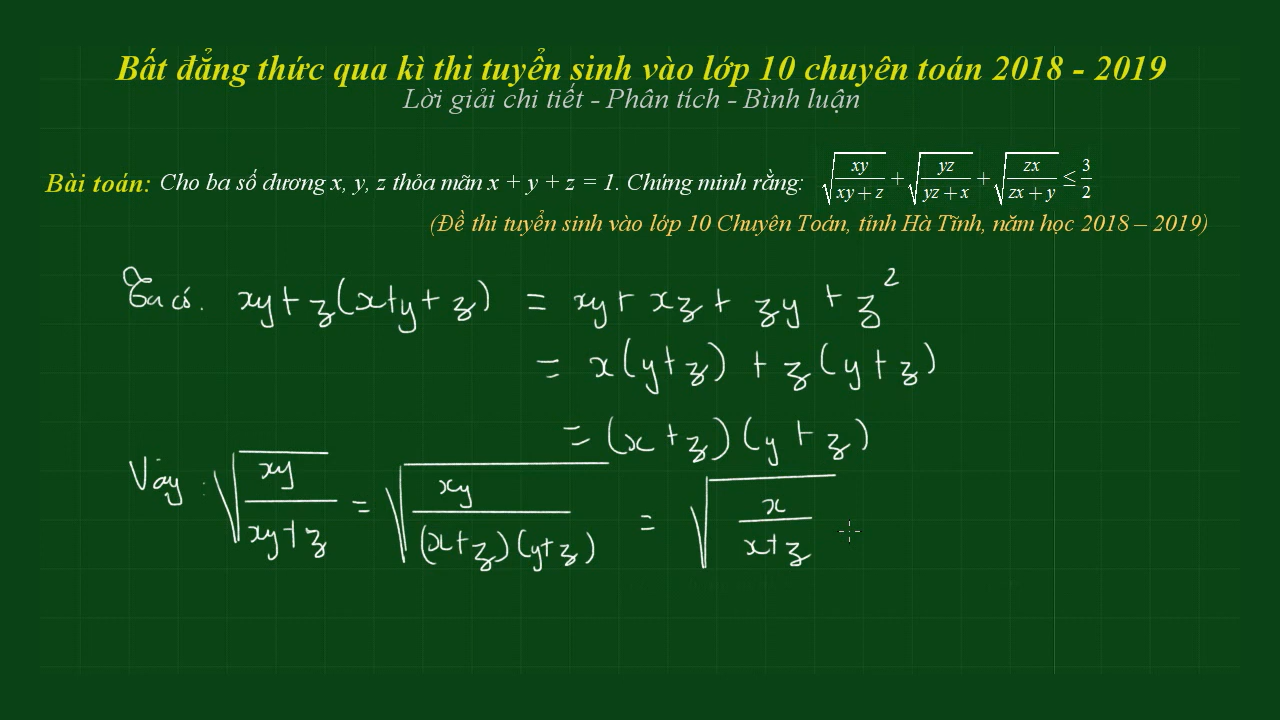 Bất đẳng thức qua kì thi tuyển sinh vào lớp 10 chuyên toán 2018 - 2019
Lời giải chi tiết - Phân tích - Bình luận
Bài toán: Cho ba số dương x, y, z thỏa mãn x + y + z = 1. Chứng minh rằng: √(xy/(xy + z)) + √(yz/(yz + x)) + √(zx/(zx + y)) ≤ 3/2
(Đề thi tuyển sinh vào lớp 10 Chuyên Toán, tỉnh Hà Tĩnh, năm học 2018 – 2019)
Ta có. xy + z(x+y+z) = xy + xz + zy + z²
= x(y+z) + z(y+z)
= (x+z)(y+z)
Vậy : √(xy/(xy+z)) = √(xy/((x+z)(y+z))) = √(x/(x+z))